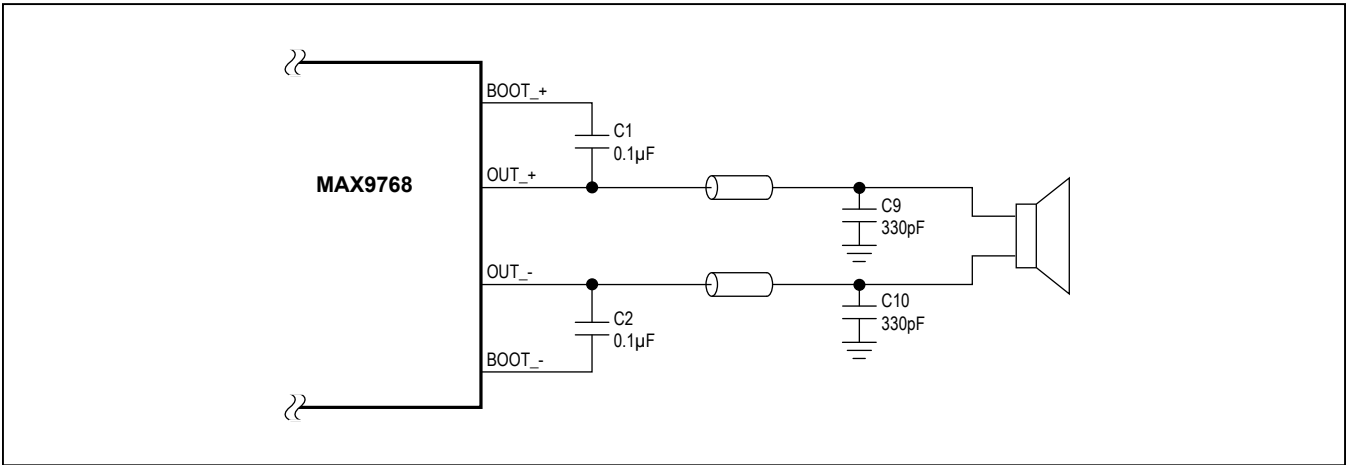 BOOT_+
C1
0.1µF
MAX9768
OUT_+
C9
330pF
OUT_-
C10
330pF
C2
0.1µF
BOOT_-